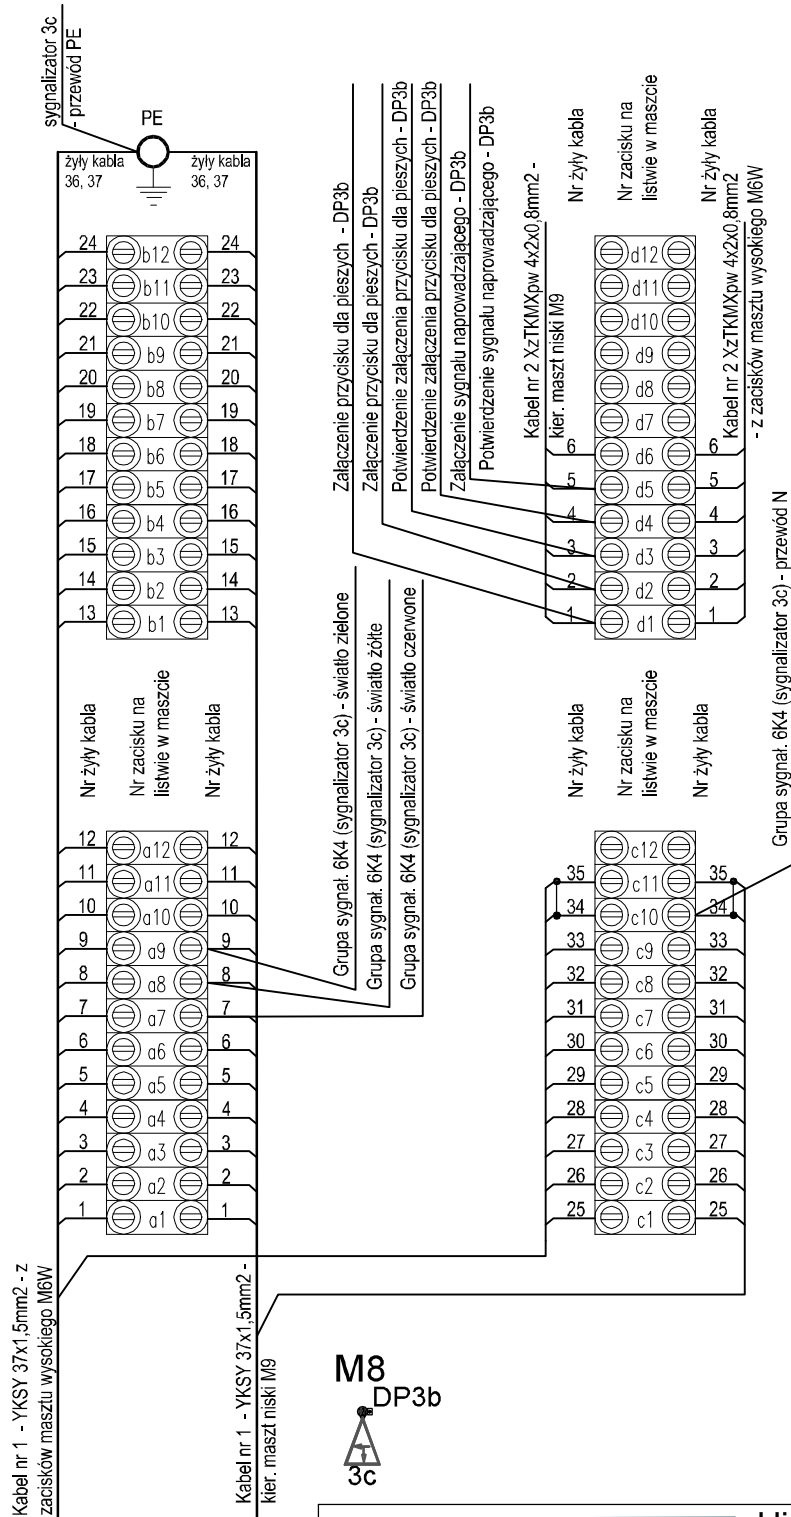 sygnalizator 3c
- przewód PE
PE
żyły kabla
36, 37
żyły kabla
36, 37
24 b12 24
23 b11 23
22 b10 22
21 b9 21
20 b8 20
19 b7 19
18 b6 18
17 b5 17
16 b4 16
15 b3 15
14 b2 14
13 b1 13
Nr żyły kabla
Nr zacisku na
listwie w maszcie
Nr żyły kabla
12 a12 12
11 a11 11
10 a10 10
9 a9 9
8 a8 8
7 a7 7
6 a6 6
5 a5 5
4 a4 4
3 a3 3
2 a2 2
1 a1 1
Kabel nr 1 - YKSY 37x1,5mm2 - z
zacisków masztu wysokiego M6W
Kabel nr 1 - YKSY 37x1,5mm2 -
kier. maszt niski M9
Załączenie przycisku dla pieszych - DP3b
Załączenie przycisku dla pieszych - DP3b
Potwierdzenie załączenia przycisku dla pieszych - DP3b
Potwierdzenie załączenia przycisku dla pieszych - DP3b
Załączenie sygnału naprowadzającego - DP3b
Potwierdzenie sygnału naprowadzającego - DP3b
Grupa sygnał. 6K4 (sygnalizator 3c) - światło zielone
Grupa sygnał. 6K4 (sygnalizator 3c) - światło żółte
Grupa sygnał. 6K4 (sygnalizator 3c) - światło czerwone
Kabel nr 2 XzTKMXpw 4x2x0,8mm2 -
kier. maszt niski M9
Nr żyły kabla
Nr zacisku na
listwie w maszcie
Nr żyły kabla
Kabel nr 2 XzTKMXpw 4x2x0,8mm2
- z zacisków masztu wysokiego M6W
d12
d11
d10
d9
d8
d7
6 d6 6
5 d5 5
4 d4 4
3 d3 3
2 d2 2
1 d1 1
Nr żyły kabla
Nr zacisku na
listwie w maszcie
Nr żyły kabla
Grupa sygnał. 6K4 (sygnalizator 3c) - przewód N
c12
35 c11 35
34 c10 34
33 c9 33
32 c8 32
31 c7 31
30 c6 30
29 c5 29
28 c4 28
27 c3 27
26 c2 26
25 c1 25
M8
DP3b
3c